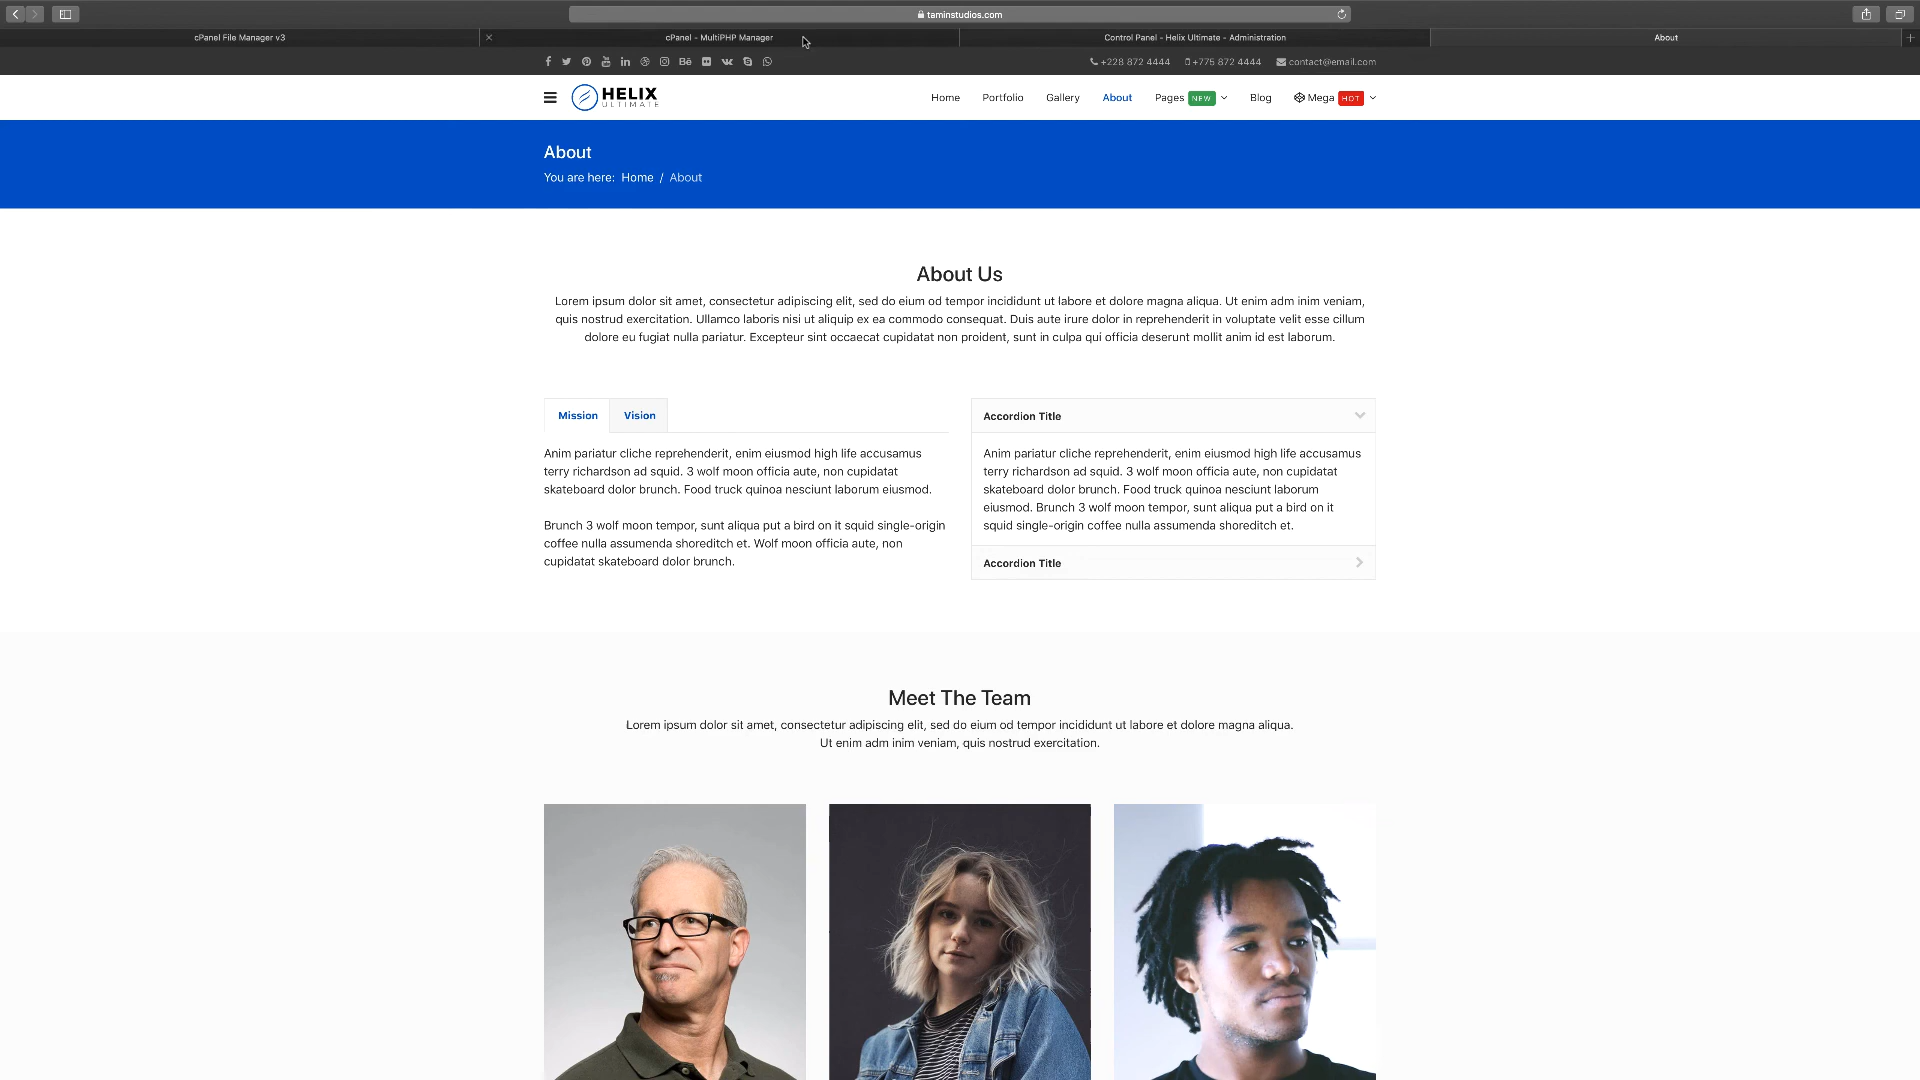 taminstudios.com
cPanel File Manager v3
cPanel - MultiPHP Manager
Control Panel - Helix Ultimate - Administration
About
+228 872 4444
+775 872 4444
contact@email.com
HELIX
ULTIMATE
Home
Portfolio
Gallery
About
Pages NEW
Blog
Mega HOT
About
You are here: Home / About
About Us
Lorem ipsum dolor sit amet, consectetur adipiscing elit, sed do eium od tempor incididunt ut labore et dolore magna aliqua. Ut enim adm inim veniam,
quis nostrud exercitation. Ullamco laboris nisi ut aliquip ex ea commodo consequat. Duis aute irure dolor in reprehenderit in voluptate velit esse cillum
dolore eu fugiat nulla pariatur. Excepteur sint occaecat cupidatat non proident, sunt in culpa qui officia deserunt mollit anim id est laborum.
Mission
Vision
Anim pariatur cliche reprehenderit, enim eiusmod high life accusamus
terry richardson ad squid. 3 wolf moon officia aute, non cupidatat
skateboard dolor brunch. Food truck quinoa nesciunt laborum eiusmod.
Brunch 3 wolf moon tempor, sunt aliqua put a bird on it squid single-origin
coffee nulla assumenda shoreditch et. Wolf moon officia aute, non
cupidatat skateboard dolor brunch.
Accordion Title
Anim pariatur cliche reprehenderit, enim eiusmod high life accusamus
terry richardson ad squid. 3 wolf moon officia aute, non cupidatat
skateboard dolor brunch. Food truck quinoa nesciunt laborum
eiusmod. Brunch 3 wolf moon tempor, sunt aliqua put a bird on it
squid single-origin coffee nulla assumenda shoreditch et.
Accordion Title
Meet The Team
Lorem ipsum dolor sit amet, consectetur adipiscing elit, sed do eium od tempor incididunt ut labore et dolore magna aliqua.
Ut enim adm inim veniam, quis nostrud exercitation.